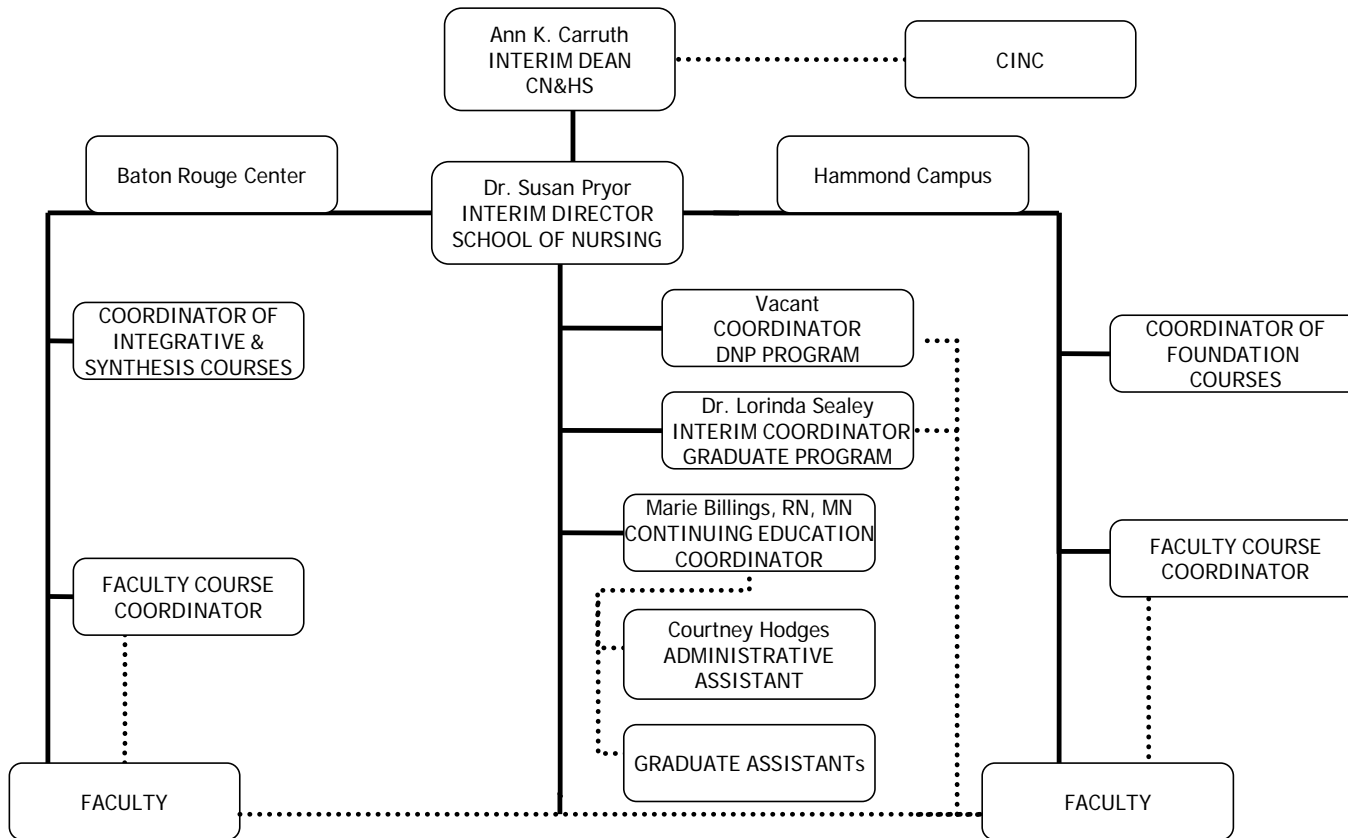 Ann K. Carruth
INTERIM DEAN
CN&HS
CINC
Baton Rouge Center
Dr. Susan Pryor
INTERIM DIRECTOR
SCHOOL OF NURSING
Hammond Campus
COORDINATOR OF
INTEGRATIVE &
SYNTHESIS COURSES
Vacant
COORDINATOR
DNP PROGRAM
COORDINATOR OF
FOUNDATION
COURSES
Dr. Lorinda Sealey
INTERIM COORDINATOR
GRADUATE PROGRAM
Marie Billings, RN, MN
CONTINUING EDUCATION
COORDINATOR
FACULTY COURSE
COORDINATOR
FACULTY COURSE
COORDINATOR
Courtney Hodges
ADMINISTRATIVE
ASSISTANT
GRADUATE ASSISTANTs
FACULTY
FACULTY